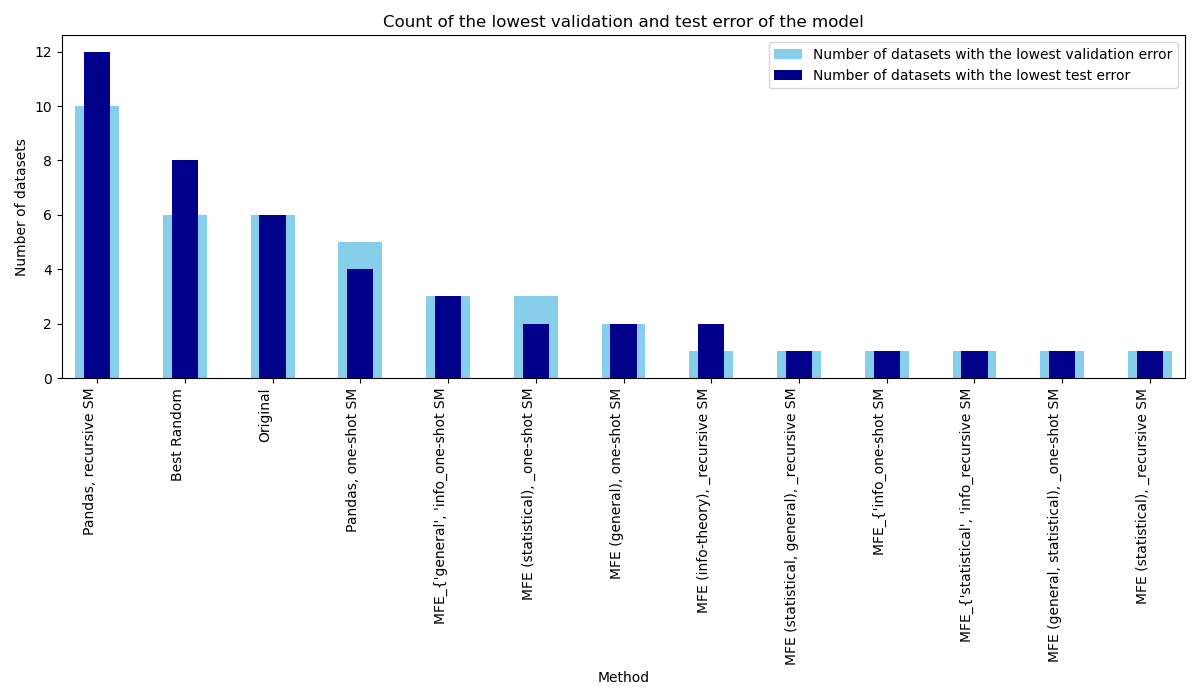 Count of the lowest validation and test error of the model
Number of datasets with the lowest validation error
Number of datasets with the lowest test error
Number of datasets
12
10
8
6
4
2
0
Pandas, recursive SM
Best Random
Original
Pandas, one-shot SM
MFE_{'general', 'info_one-shot SM
MFE (statistical), _one-shot SM
MFE (general), one-shot SM
MFE (info-theory), _recursive SM
MFE (statistical, general), _recursive SM
MFE_{'info_one-shot SM
MFE_{'statistical', 'info_recursive SM
MFE (general, statistical), _one-shot SM
MFE (statistical), _recursive SM
Method